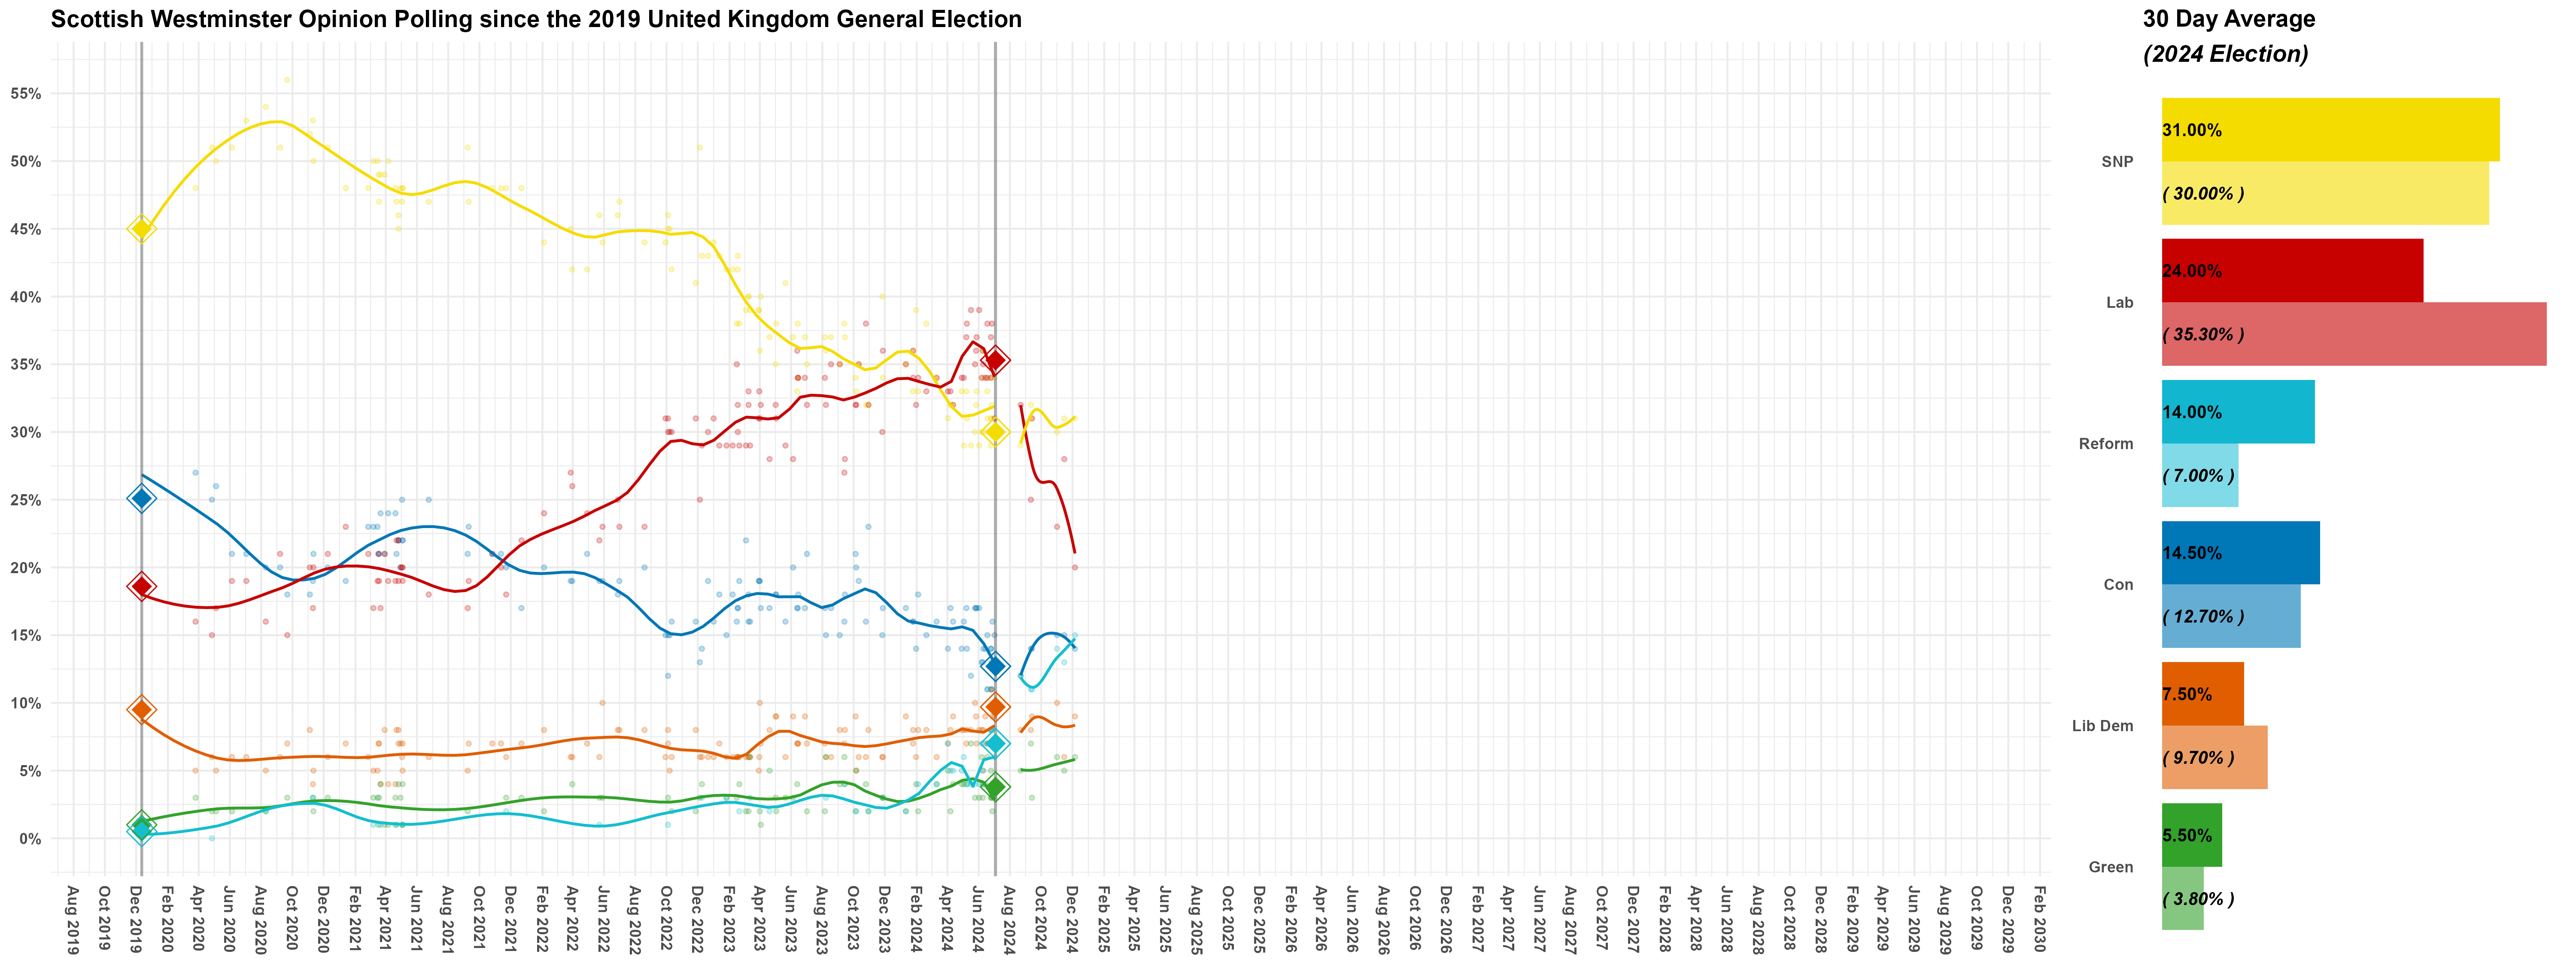 Scottish Westminster Opinion Polling since the 2019 United Kingdom General Election
55%
50%
45%
40%
35%
30%
25%
20%
15%
10%
5%
0%
Aug 2019
Oct 2019
Dec 2019
Feb 2020
Apr 2020
Jun 2020
Aug 2020
Oct 2020
Dec 2020
Feb 2021
Apr 2021
Jun 2021
Aug 2021
Oct 2021
Dec 2021
Feb 2022
Apr 2022
Jun 2022
Aug 2022
Oct 2022
Dec 2022
Feb 2023
Apr 2023
Jun 2023
Aug 2023
Oct 2023
Dec 2023
Feb 2024
Apr 2024
Jun 2024
Aug 2024
Oct 2024
Dec 2024
Feb 2025
Apr 2025
Jun 2025
Aug 2025
Oct 2025
Dec 2025
Feb 2026
Apr 2026
Jun 2026
Aug 2026
Oct 2026
Dec 2026
Feb 2027
Apr 2027
Jun 2027
Aug 2027
Oct 2027
Dec 2027
Feb 2028
Apr 2028
Jun 2028
Aug 2028
Oct 2028
Dec 2028
Feb 2029
Apr 2029
Jun 2029
Aug 2029
Oct 2029
Dec 2029
Feb 2030
30 Day Average
(2024 Election)
SNP
31.00%
( 30.00% )
Lab
24.00%
( 35.30% )
Reform
14.00%
( 7.00% )
Con
14.50%
( 12.70% )
Lib Dem
7.50%
( 9.70% )
Green
5.50%
( 3.80% )